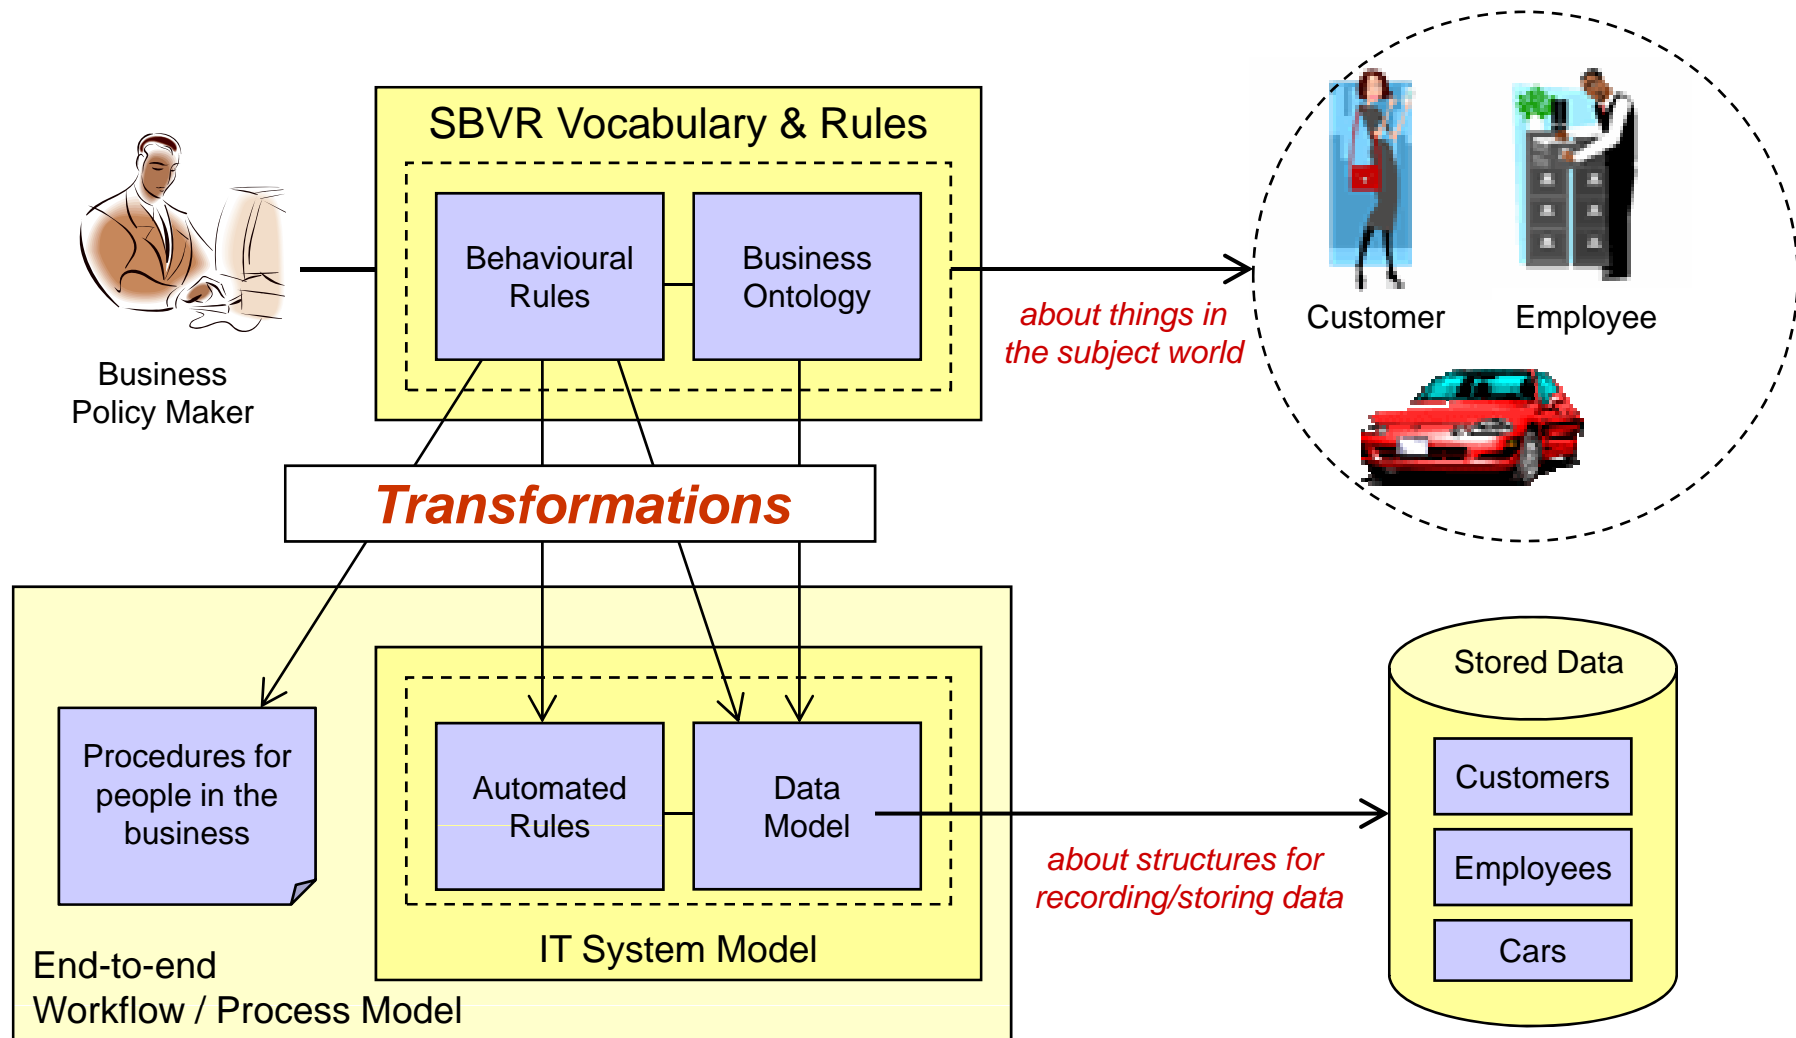 SBVR Vocabulary & Rules
Behavioural
Rules
Business
Ontology
Business
Policy Maker
about things in
the subject world
Customer
Employee
Transformations
Procedures for
people in the
business
Automated
Rules
Data
Model
IT System Model
End-to-end
Workflow / Process Model
about structures for
recording/storing data
Stored Data
Customers
Employees
Cars